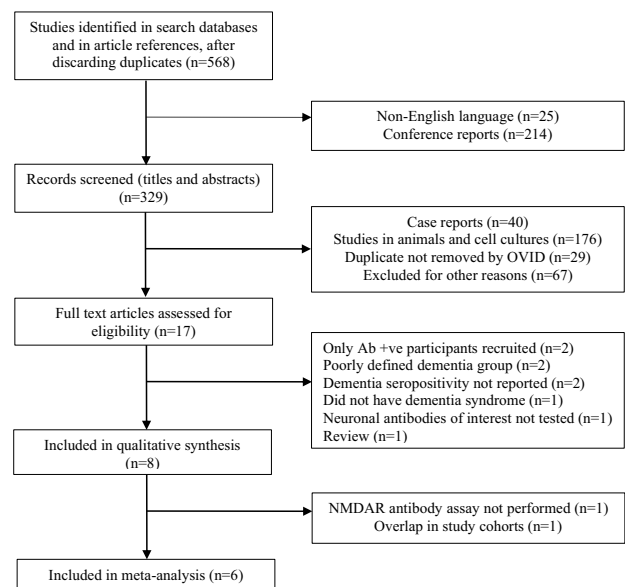 Studies identified in search databases
and in article references, after
discarding duplicates (n=568)
Non-English language (n=25)
Conference reports (n=214)
Records screened (titles and abstracts)
(n=329)
Case reports (n=40)
Studies in animals and cell cultures (n=176)
Duplicate not removed by OVID (n=29)
Excluded for other reasons (n=67)
Full text articles assessed for
eligibility (n=17)
Only Ab +ve participants recruited (n=2)
Poorly defined dementia group (n=2)
Dementia seropositivity not reported (n=2)
Did not have dementia syndrome (n=1)
Neuronal antibodies of interest not tested (n=1)
Review (n=1)
Included in qualitative synthesis
(n=8)
NMDAR antibody assay not performed (n=1)
Overlap in study cohorts (n=1)
Included in meta-analysis (n=6)